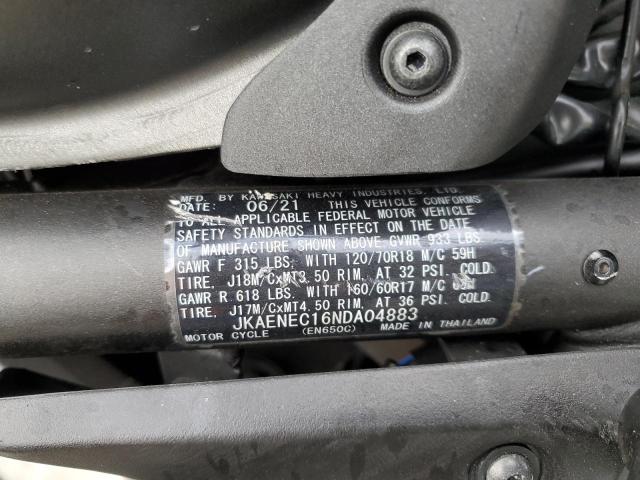 MFD. BY KAWASAKI HEAVY INDUSTRIES, LTD.
DATE: 06/21 THIS VEHICLE CONFORMS
TO ALL APPLICABLE FEDERAL MOTOR VEHICLE
SAFETY STANDARDS IN EFFECT ON THE DATE
OF MANUFACTURE SHOWN ABOVE GVWR 933 LBS
GAWR F 315 LBS. WITH 120/70R18 M/C 59H
TIRE, J18M/CxMT3.50 RIM, AT 32 PSI. COLD.
GAWR R 618 LBS. WITH 160/60R17 M/C
TIRE, J17M/CxMT4.50 RIM, AT 36 PSI. COLD.
JKAENEC16NDA04883
MOTOR CYCLE (EN650C) MADE IN THAILAND